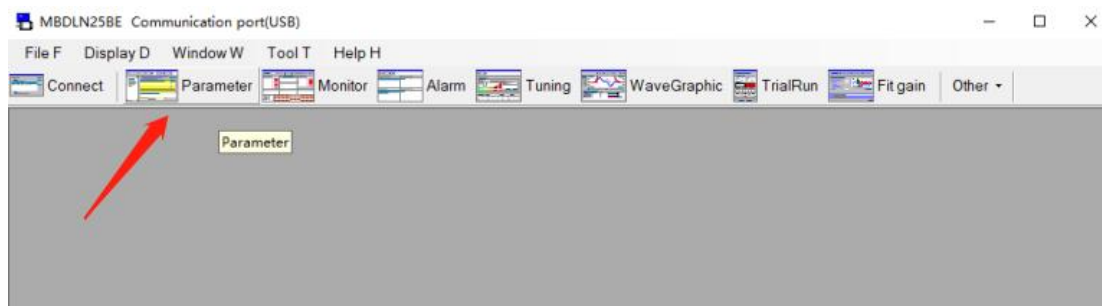 MBDLN25BE Communication port(USB)
File F Display D Window W Tool T Help H
Connect Parameter Monitor Alarm Tuning WaveGraphic TrialRun Fit gain Other
Parameter